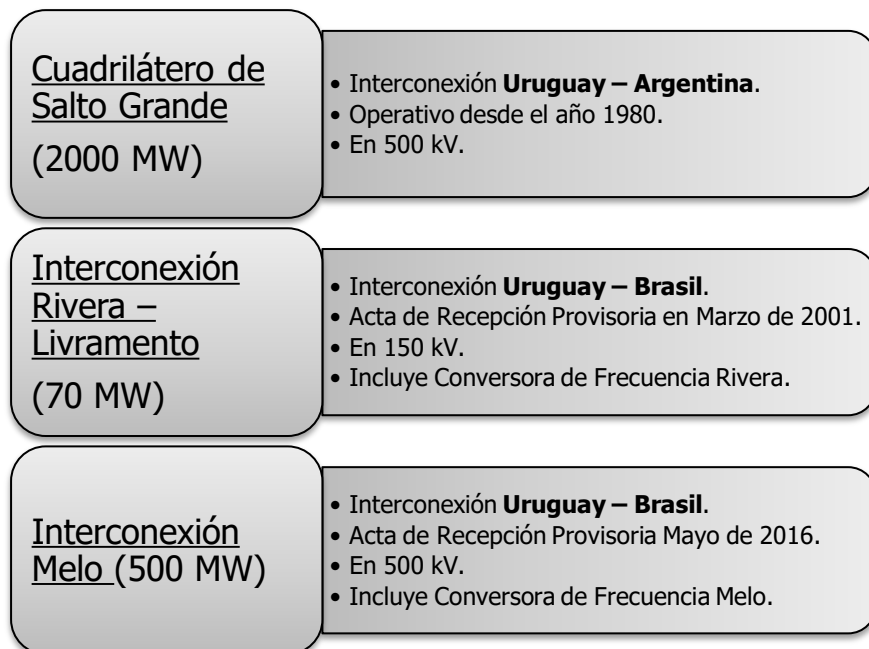 Cuadrilátero de
Salto Grande
(2000 MW)
• Interconexión Uruguay – Argentina.
• Operativo desde el año 1980.
• En 500 kV.
Interconexión
Rivera –
Livramento
(70 MW)
• Interconexión Uruguay – Brasil.
• Acta de Recepción Provisoria en Marzo de 2001.
• En 150 kV.
• Incluye Conversora de Frecuencia Rivera.
Interconexión
Melo (500 MW)
• Interconexión Uruguay – Brasil.
• Acta de Recepción Provisoria Mayo de 2016.
• En 500 kV.
• Incluye Conversora de Frecuencia Melo.